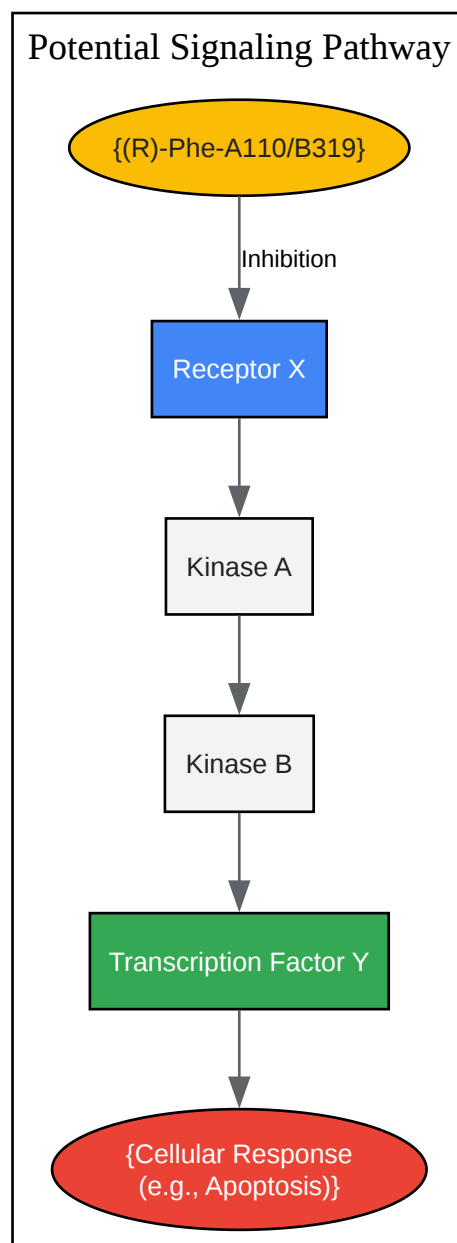 Potential Signaling Pathway
{(R)-Phe-A110/B319}
Inhibition
Receptor X
Kinase A
Kinase B
Transcription Factor Y
{Cellular Response
(e.g., Apoptosis)}